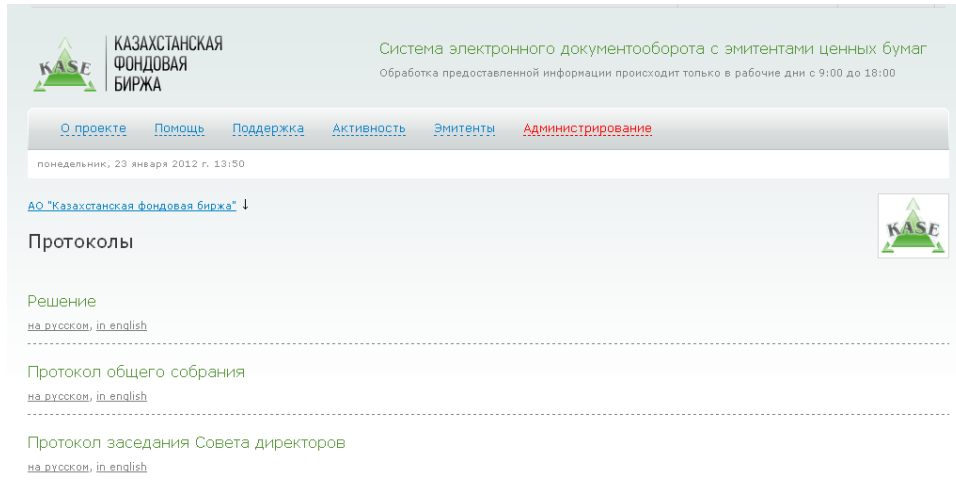 KASE
КАЗАХСТАНСКАЯ
ФОНДОВАЯ
БИРЖА
Система электронного документооборота с эмитентами ценных бумаг
Обработка предоставленной информации происходит только в рабочие дни с 9:00 до 18:00
О проекте Помощь Поддержка Активность Эмитенты Администрирование
понедельник, 23 января 2012 г. 13:50
АО "Казахстанская фондовая биржа" ↓
KASE
Протоколы
Решение
на русском, in english
Протокол общего собрания
на русском, in english
Протокол заседания Совета директоров
на русском, in english